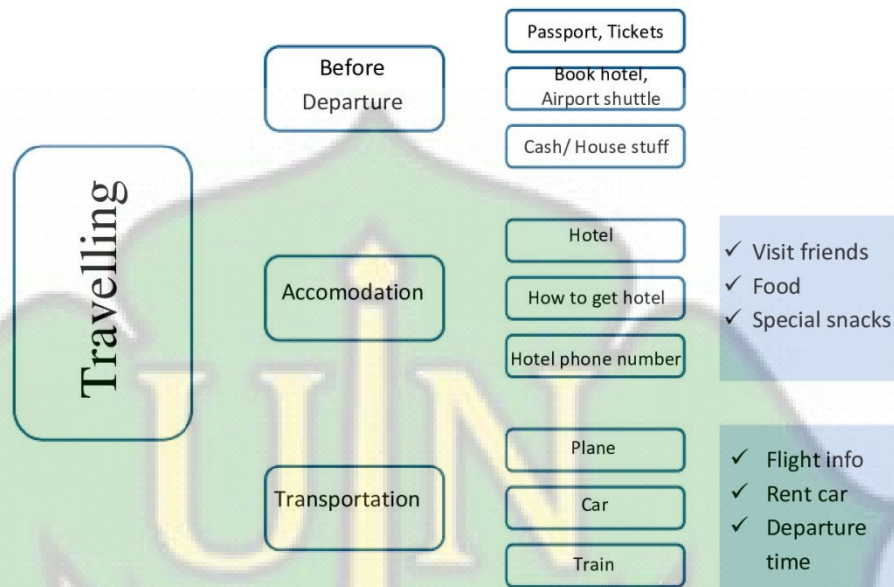 Travelling
Before
Departure
Passport, Tickets
Book hotel,
Airport shuttle
Cash/ House stuff
Accomodation
Hotel
How to get hotel
Hotel phone number
✓ Visit friends
✓ Food
✓ Special snacks
Transportation
Plane
Car
Train
✓ Flight info
✓ Rent car
✓ Departure
time
UIN